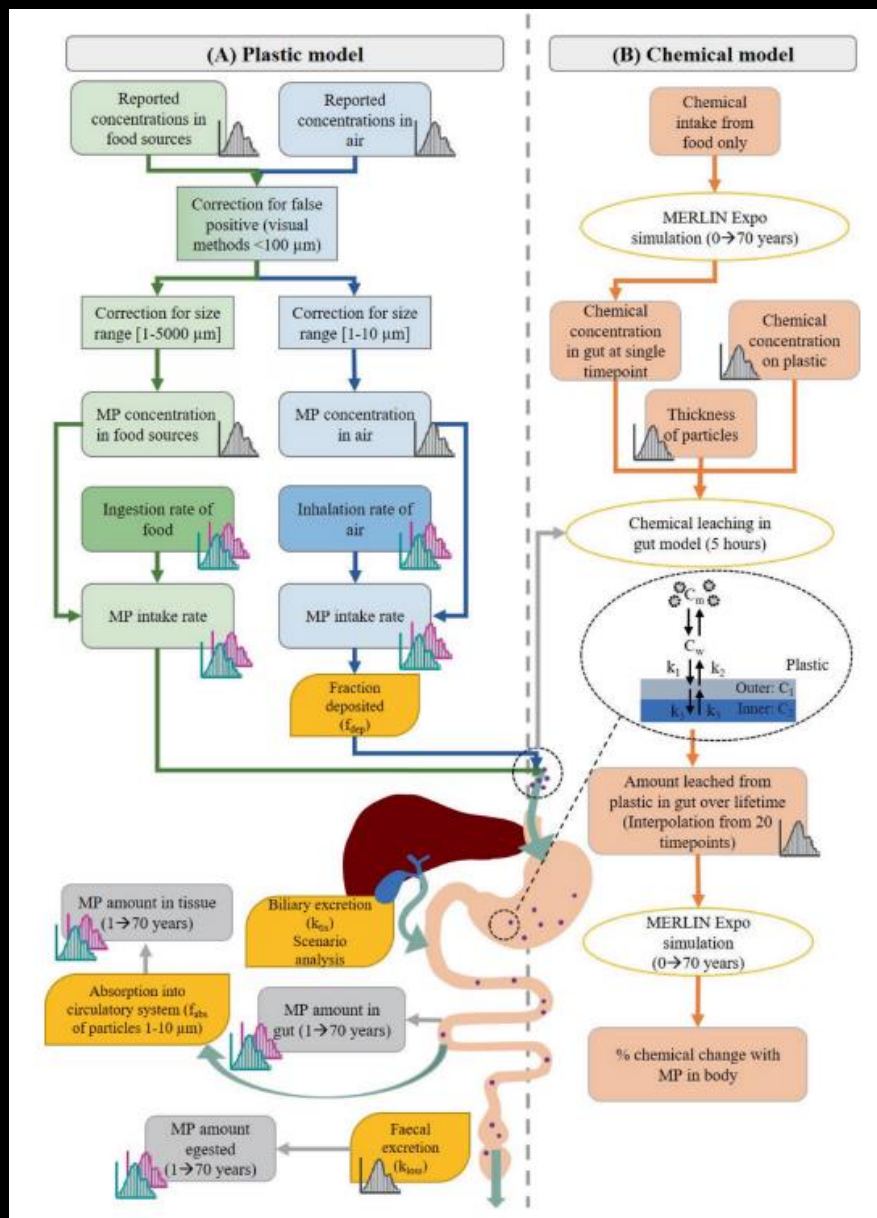 (A) Plastic model
Reported
concentrations in
food sources
Reported
concentrations in
air
Correction for false
positive (visual
methods <100 µm)
Correction for size
range [1-5000 µm]
Correction for size
range [1-10 µm]
MP concentration
in food sources
MP concentration
in air
Ingestion rate of
food
Inhalation rate of
air
MP intake rate
MP intake rate
Fraction
deposited
(fdep)
Biliary excretion
(kbis)
Scenario
analysis
MP amount in tissue
(1→70 years)
Absorption into
circulatory system (fabs
of particles 1-10 µm)
MP amount in
gut (1→70 years)
MP amount
egested
(1→70 years)
Faecal
excretion
(kloss)
(B) Chemical model
Chemical
intake from
food only
MERLIN Expo
simulation (0→70 years)
Chemical
concentration
in gut at single
timepoint
Chemical
concentration
on plastic
Thickness
of particles
Chemical leaching in
gut model (5 hours)
Cm
Cw
k1
k2
Plastic
Outer: C1
Inner: C2
Amount leached from
plastic in gut over lifetime
(Interpolation from 20
timepoints)
MERLIN Expo
simulation
(0→70 years)
% chemical change with
MP in body